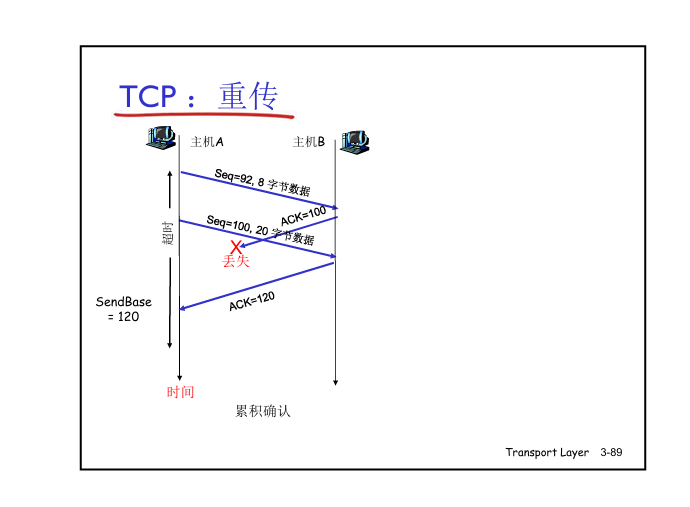 TCP ：重传
主机A
主机B
Seq=92, 8 字节数据
ACK=100
Seq=100, 20 字节数据
超时
X
丢失
ACK=120
SendBase
= 120
时间
累积确认
Transport Layer 3-89